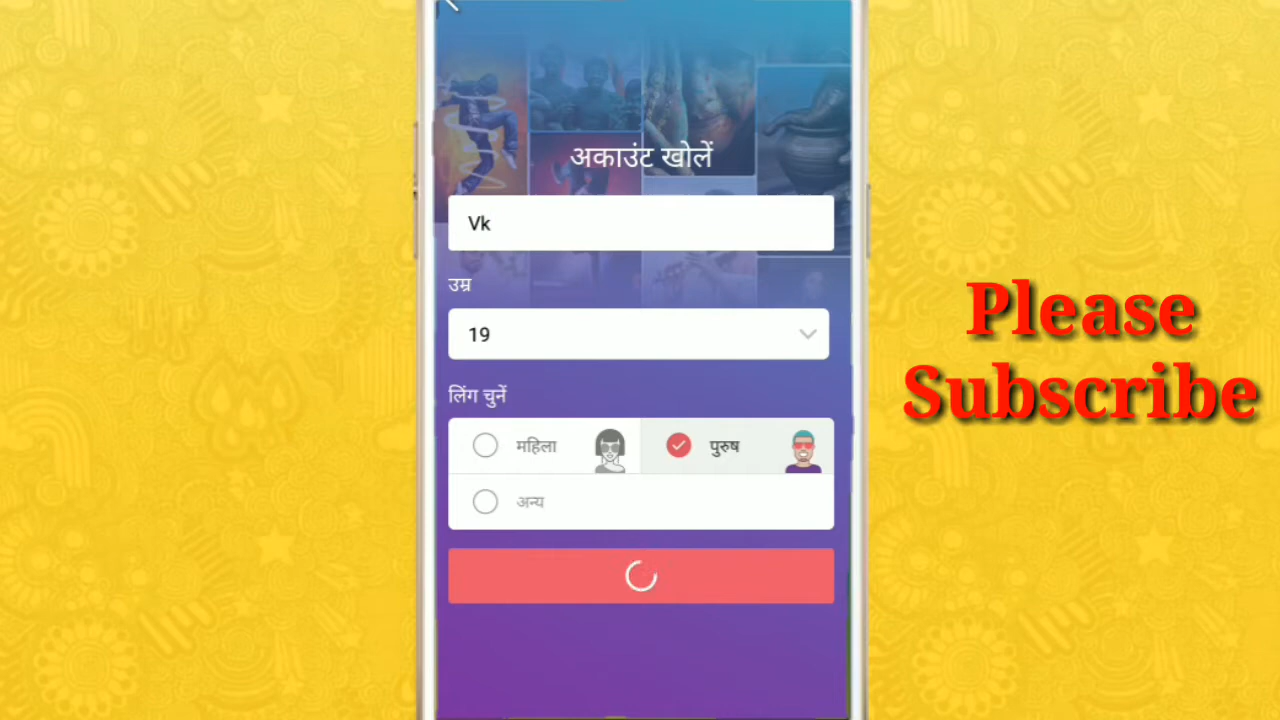 अकाउंट खोलें
Vk
उम्र
19
लिंग चुनें
महिला
पुरुष
अन्य
Please
Subscribe